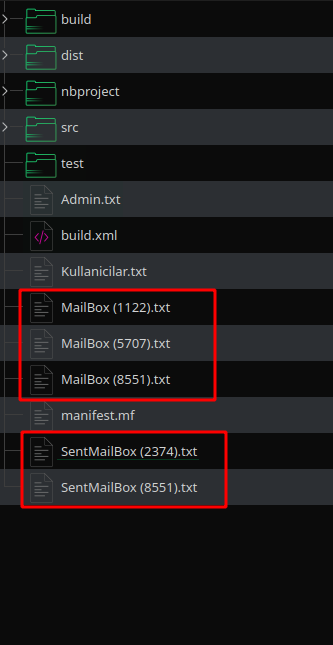 build
dist
nbproject
src
test
Admin.txt
build.xml
Kullanicilar.txt
MailBox (1122).txt
MailBox (5707).txt
MailBox (8551).txt
manifest.mf
SentMailBox (2374).txt
SentMailBox (8551).txt